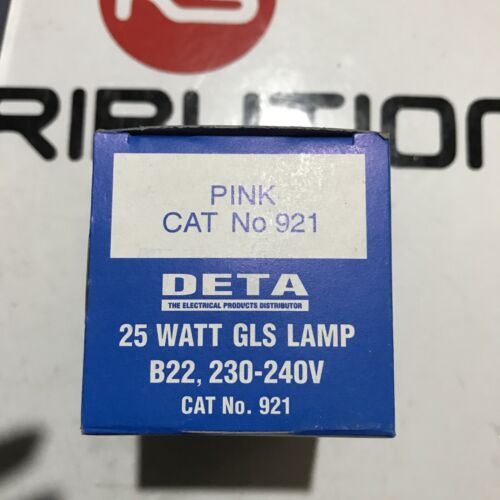 RIBUTION
PINK
CAT No 921
DETA
THE ELECTRICAL PRODUCTS DISTRIBUTOR
25 WATT GLS LAMP
B22, 230-240V
CAT No. 921